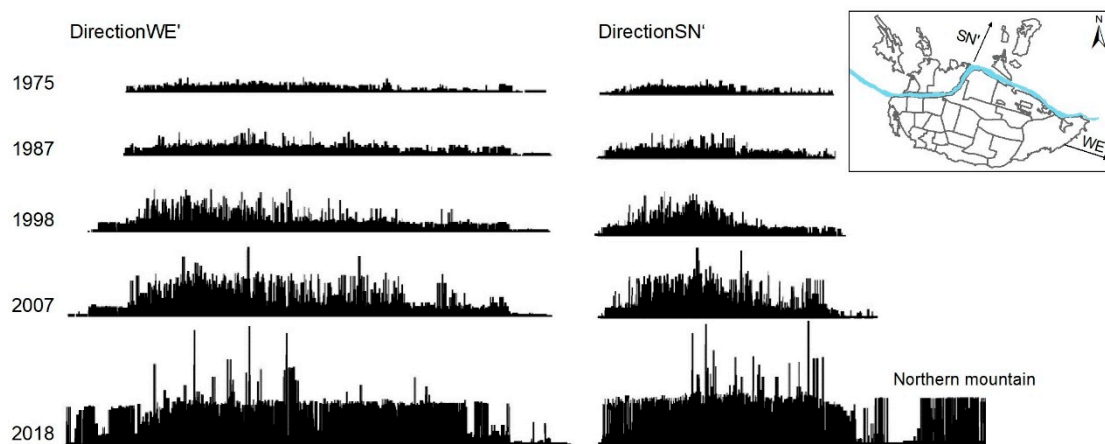 DirectionWE'
DirectionSN‘
1975
1987
1998
2007
2018
Northern mountain
SN'
N
WE'